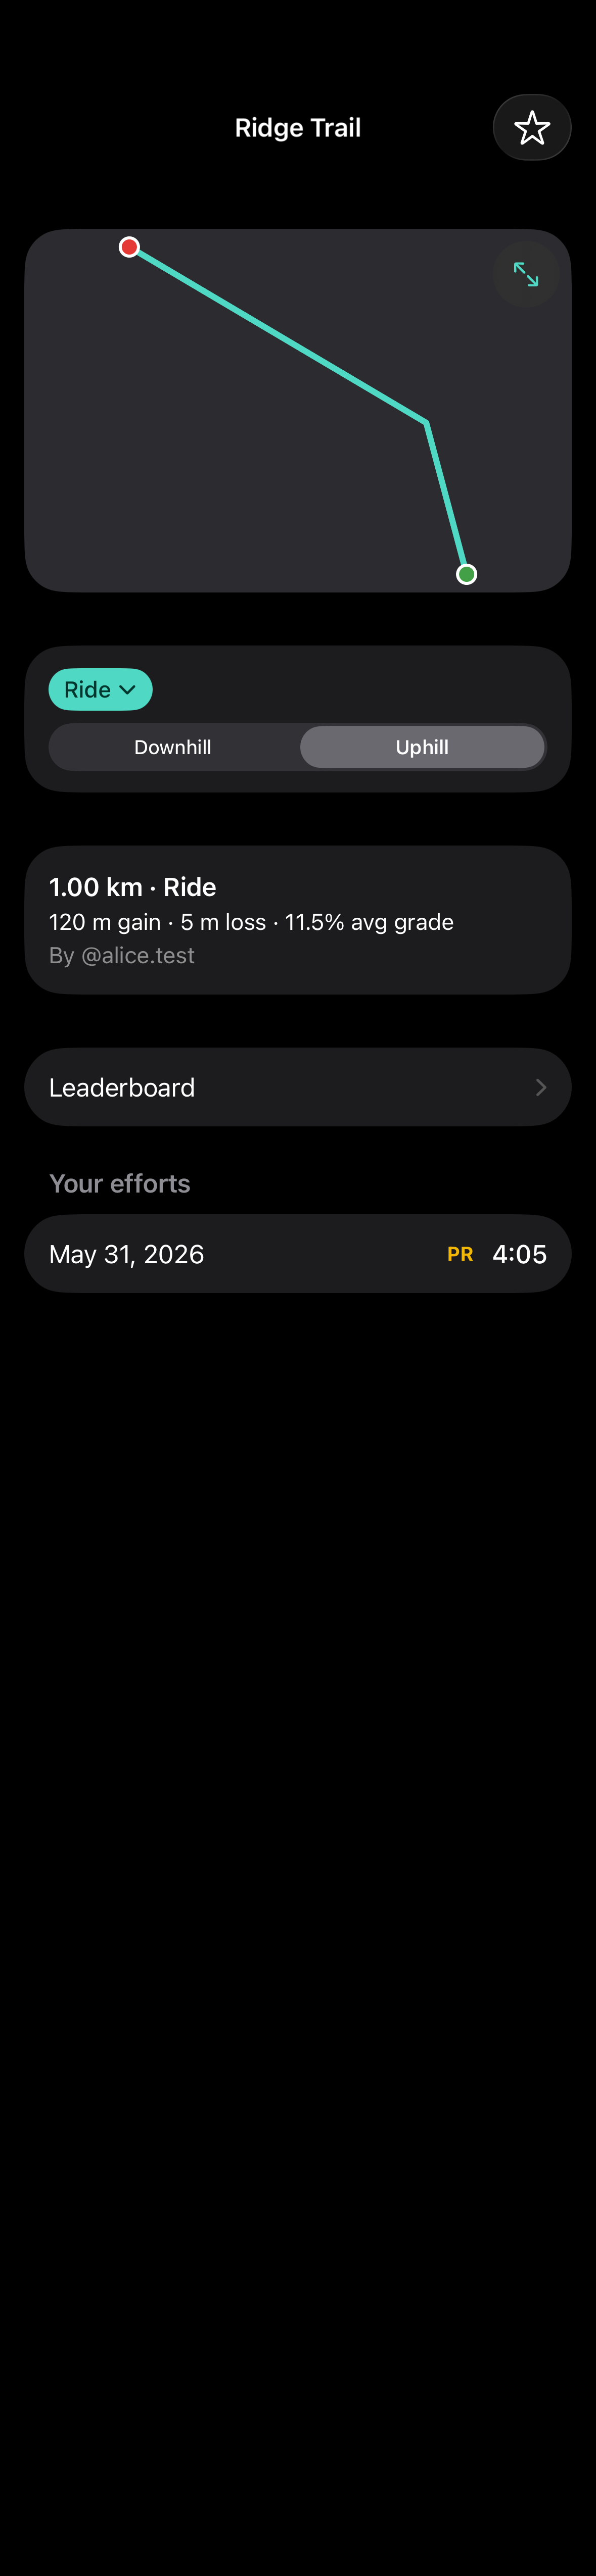 Ridge Trail
Ride
Downhill
Uphill
1.00 km · Ride
120 m gain · 5 m loss · 11.5% avg grade
By @alice.test
Leaderboard
Your efforts
May 31, 2026 PR 4:05